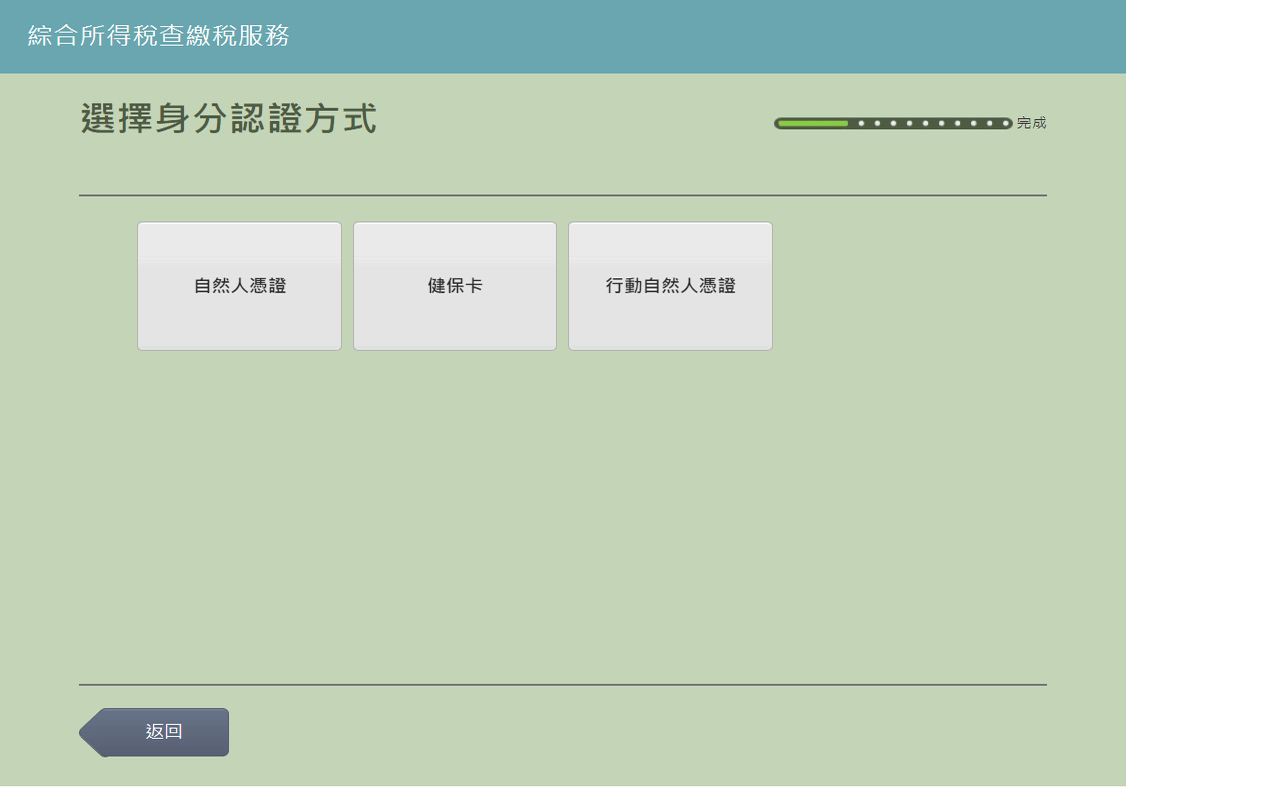 綜合所得稅查繳稅服務
選擇身分認證方式
完成
自然人憑證
健保卡
行動自然人憑證
返回